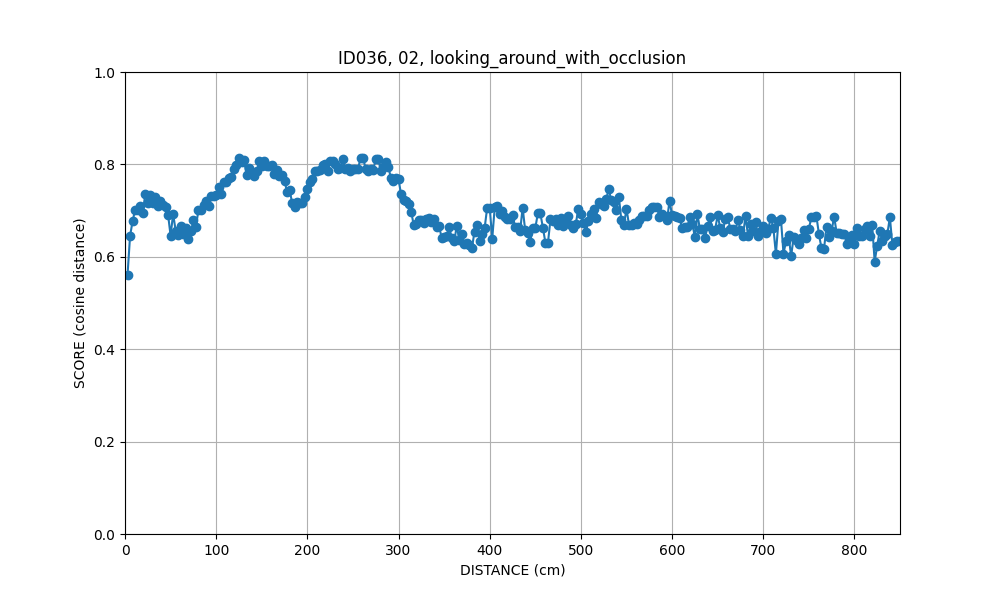 ID036, 02, looking_around_with_occlusion
1.0
0.8
0.6
0.4
0.2
0.0
SCORE (cosine distance)
0 100 200 300 400 500 600 700 800
DISTANCE (cm)